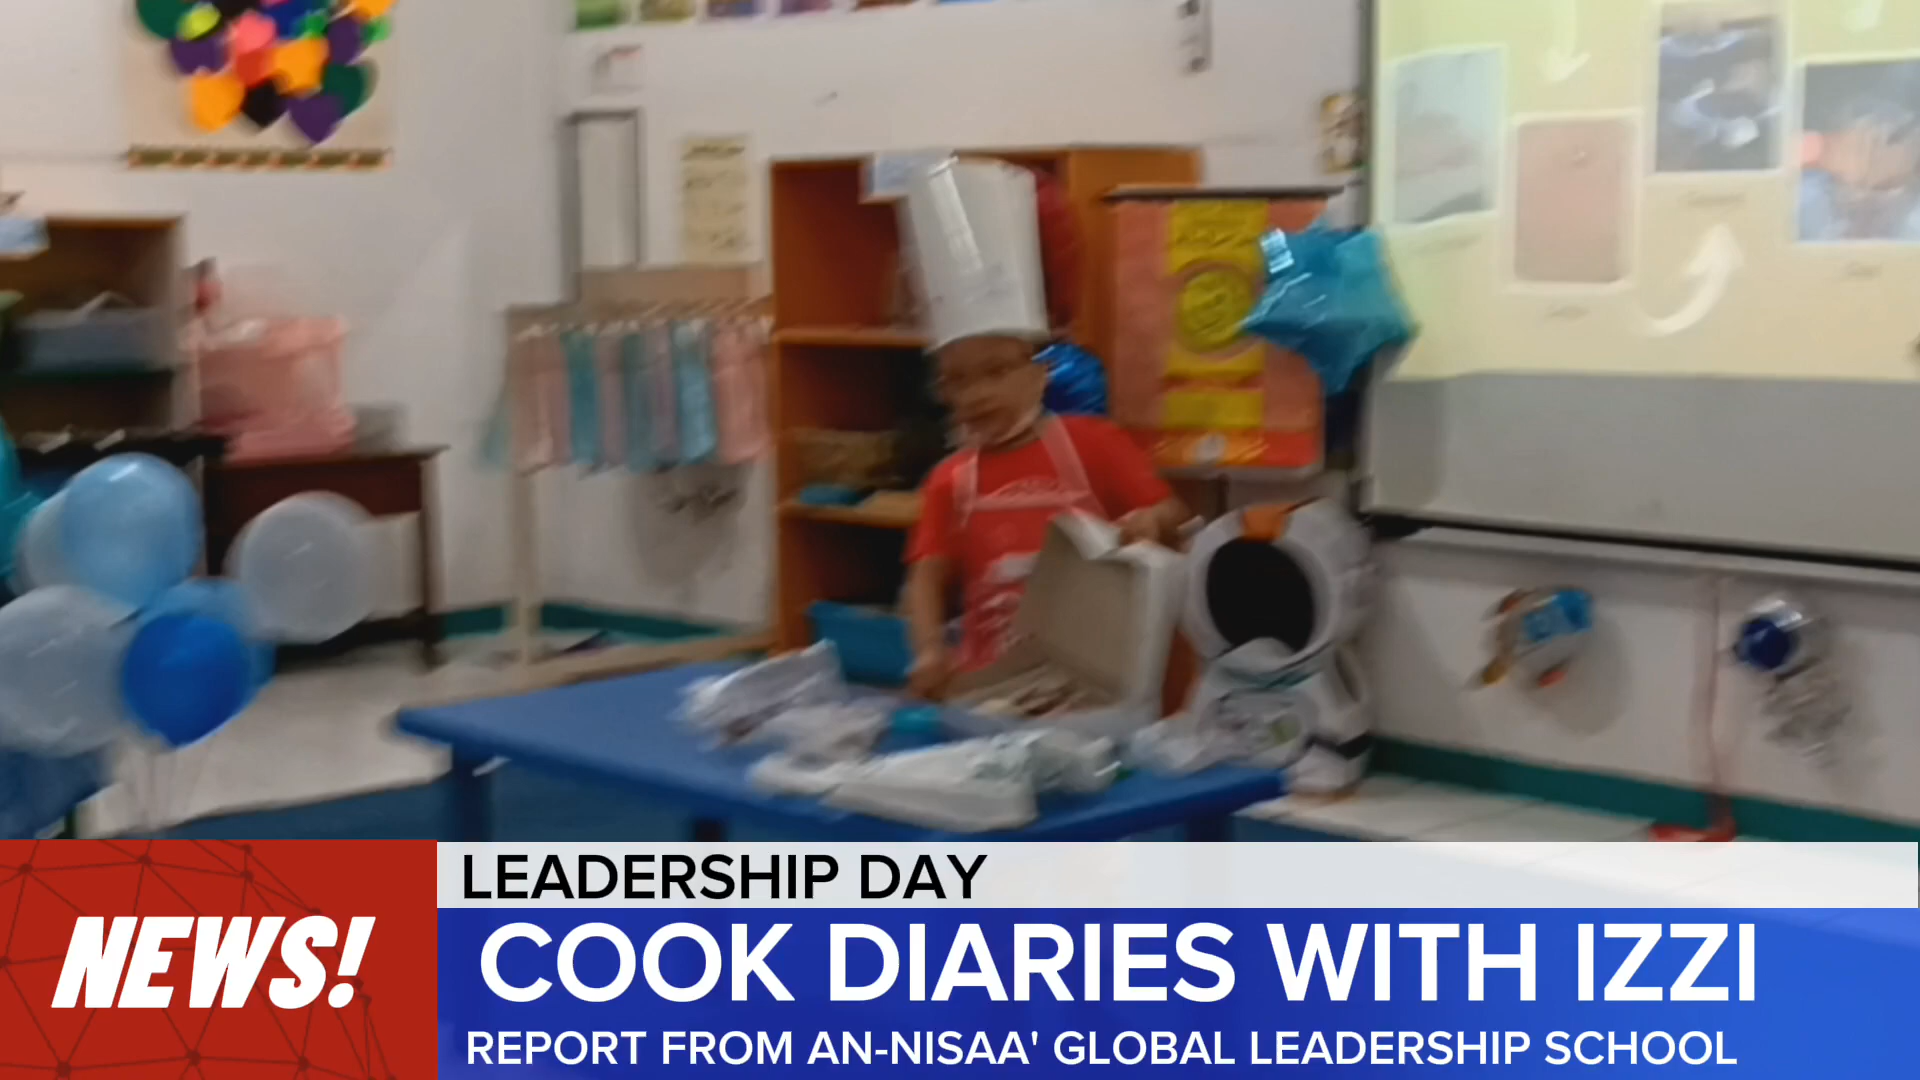 LEADERSHIP DAY
NEWS!
COOK DIARIES WITH IZZI
REPORT FROM AN-NISAA' GLOBAL LEADERSHIP SCHOOL